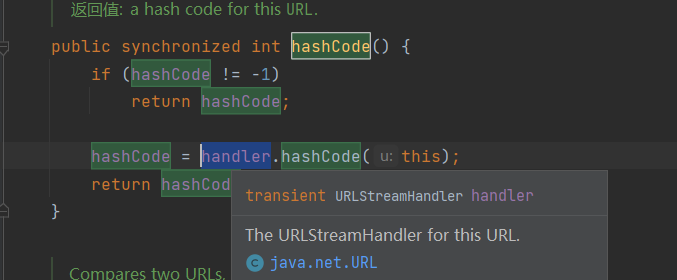 返回值: a hash code for this URL.
public synchronized int hashCode() {
if (hashCode != -1)
return hashCode;
hashCode = handler.hashCode( u: this);
return hashCod
}
transient URLStreamHandler handler
The URLStreamHandler for this URL.
C java.net.URL
Compares two URLs.